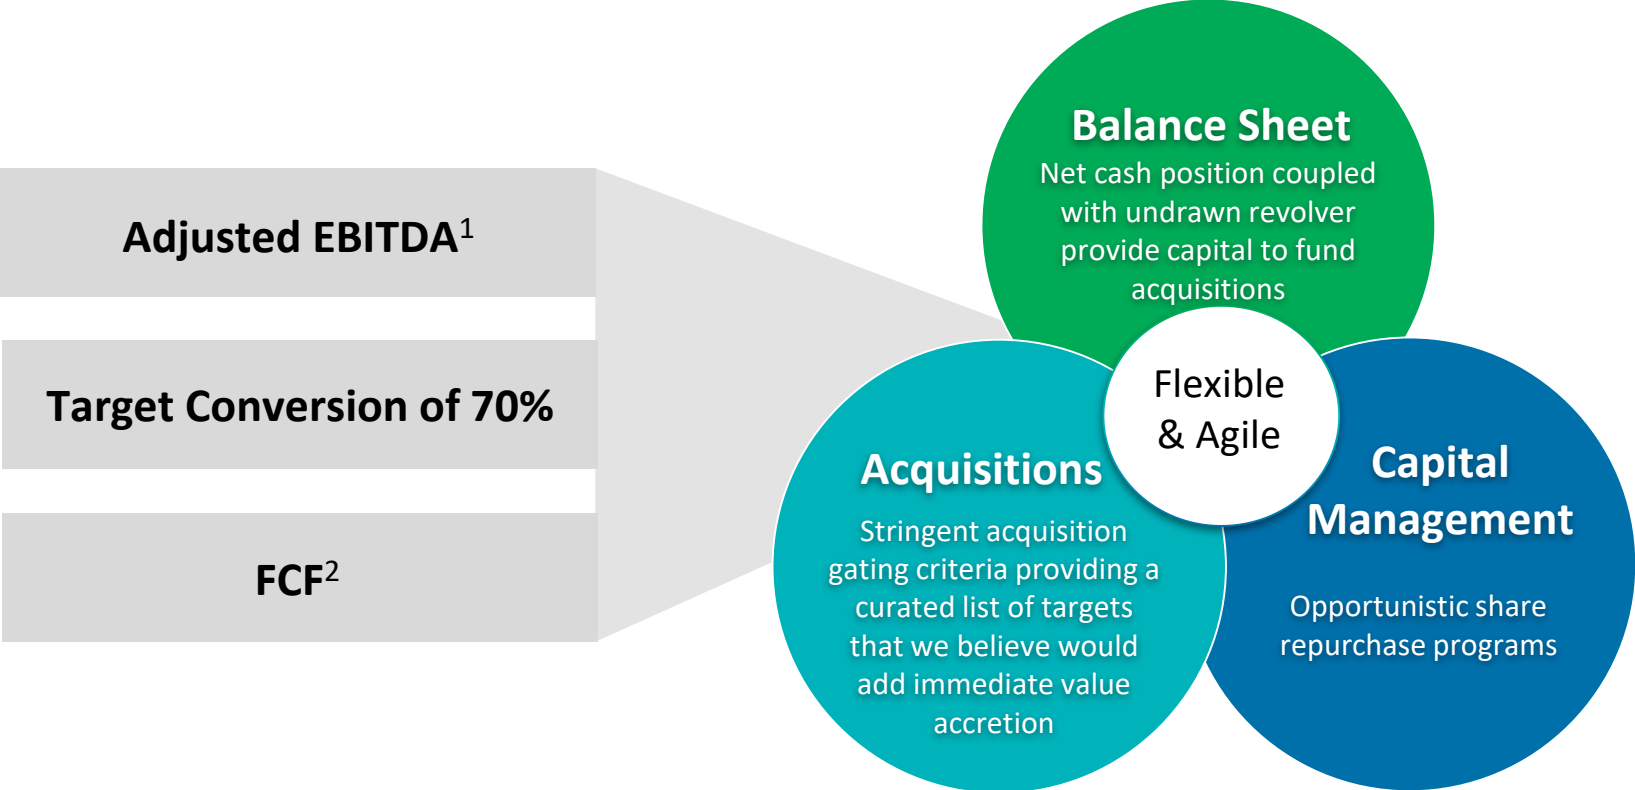 Adjusted EBITDA¹
Target Conversion of 70%
FCF²
Balance Sheet
Net cash position coupled
with undrawn revolver
provide capital to fund
acquisitions
Flexible
& Agile
Acquisitions
Stringent acquisition
gating criteria providing a
curated list of targets
that we believe would
add immediate value
accretion
Capital
Management
Opportunistic share
repurchase programs